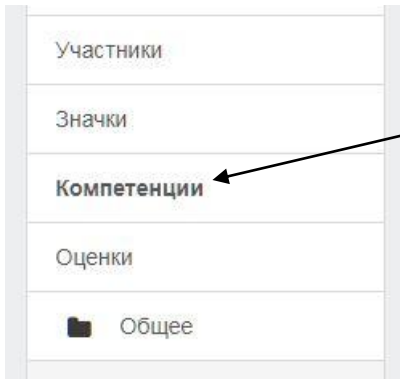 Участники
Значки
Компетенции
Оценки
Общее